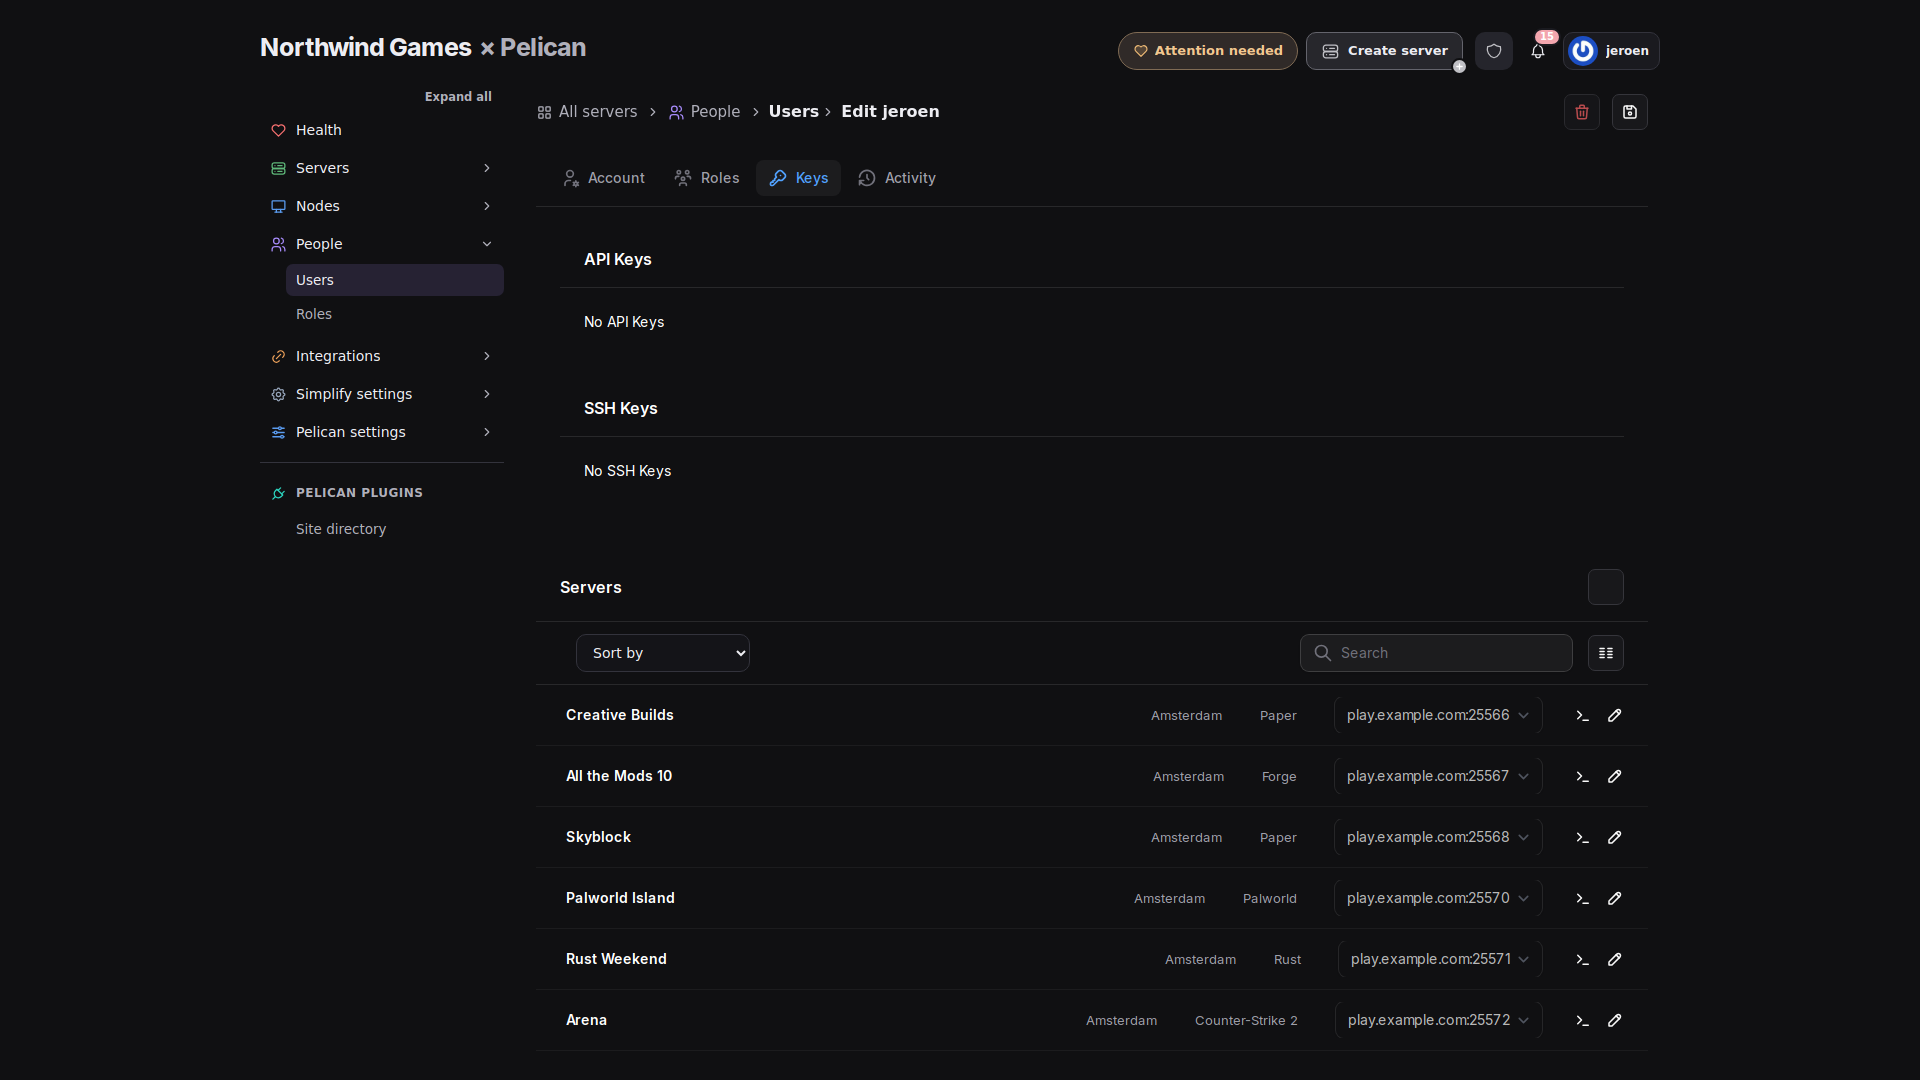 Northwind Games × Pelican
Attention needed
Create server
15
jeroen
Expand all
Health
Servers
Nodes
People
Users
Roles
Integrations
Simplify settings
Pelican settings
PELICAN PLUGINS
Site directory
All servers > People > Users > Edit jeroen
Account
Roles
Keys
Activity
API Keys
No API Keys
SSH Keys
No SSH Keys
Servers
Sort by
Search
Creative Builds Amsterdam Paper play.example.com:25566
All the Mods 10 Amsterdam Forge play.example.com:25567
Skyblock Amsterdam Paper play.example.com:25568
Palworld Island Amsterdam Palworld play.example.com:25570
Rust Weekend Amsterdam Rust play.example.com:25571
Arena Amsterdam Counter-Strike 2 play.example.com:25572